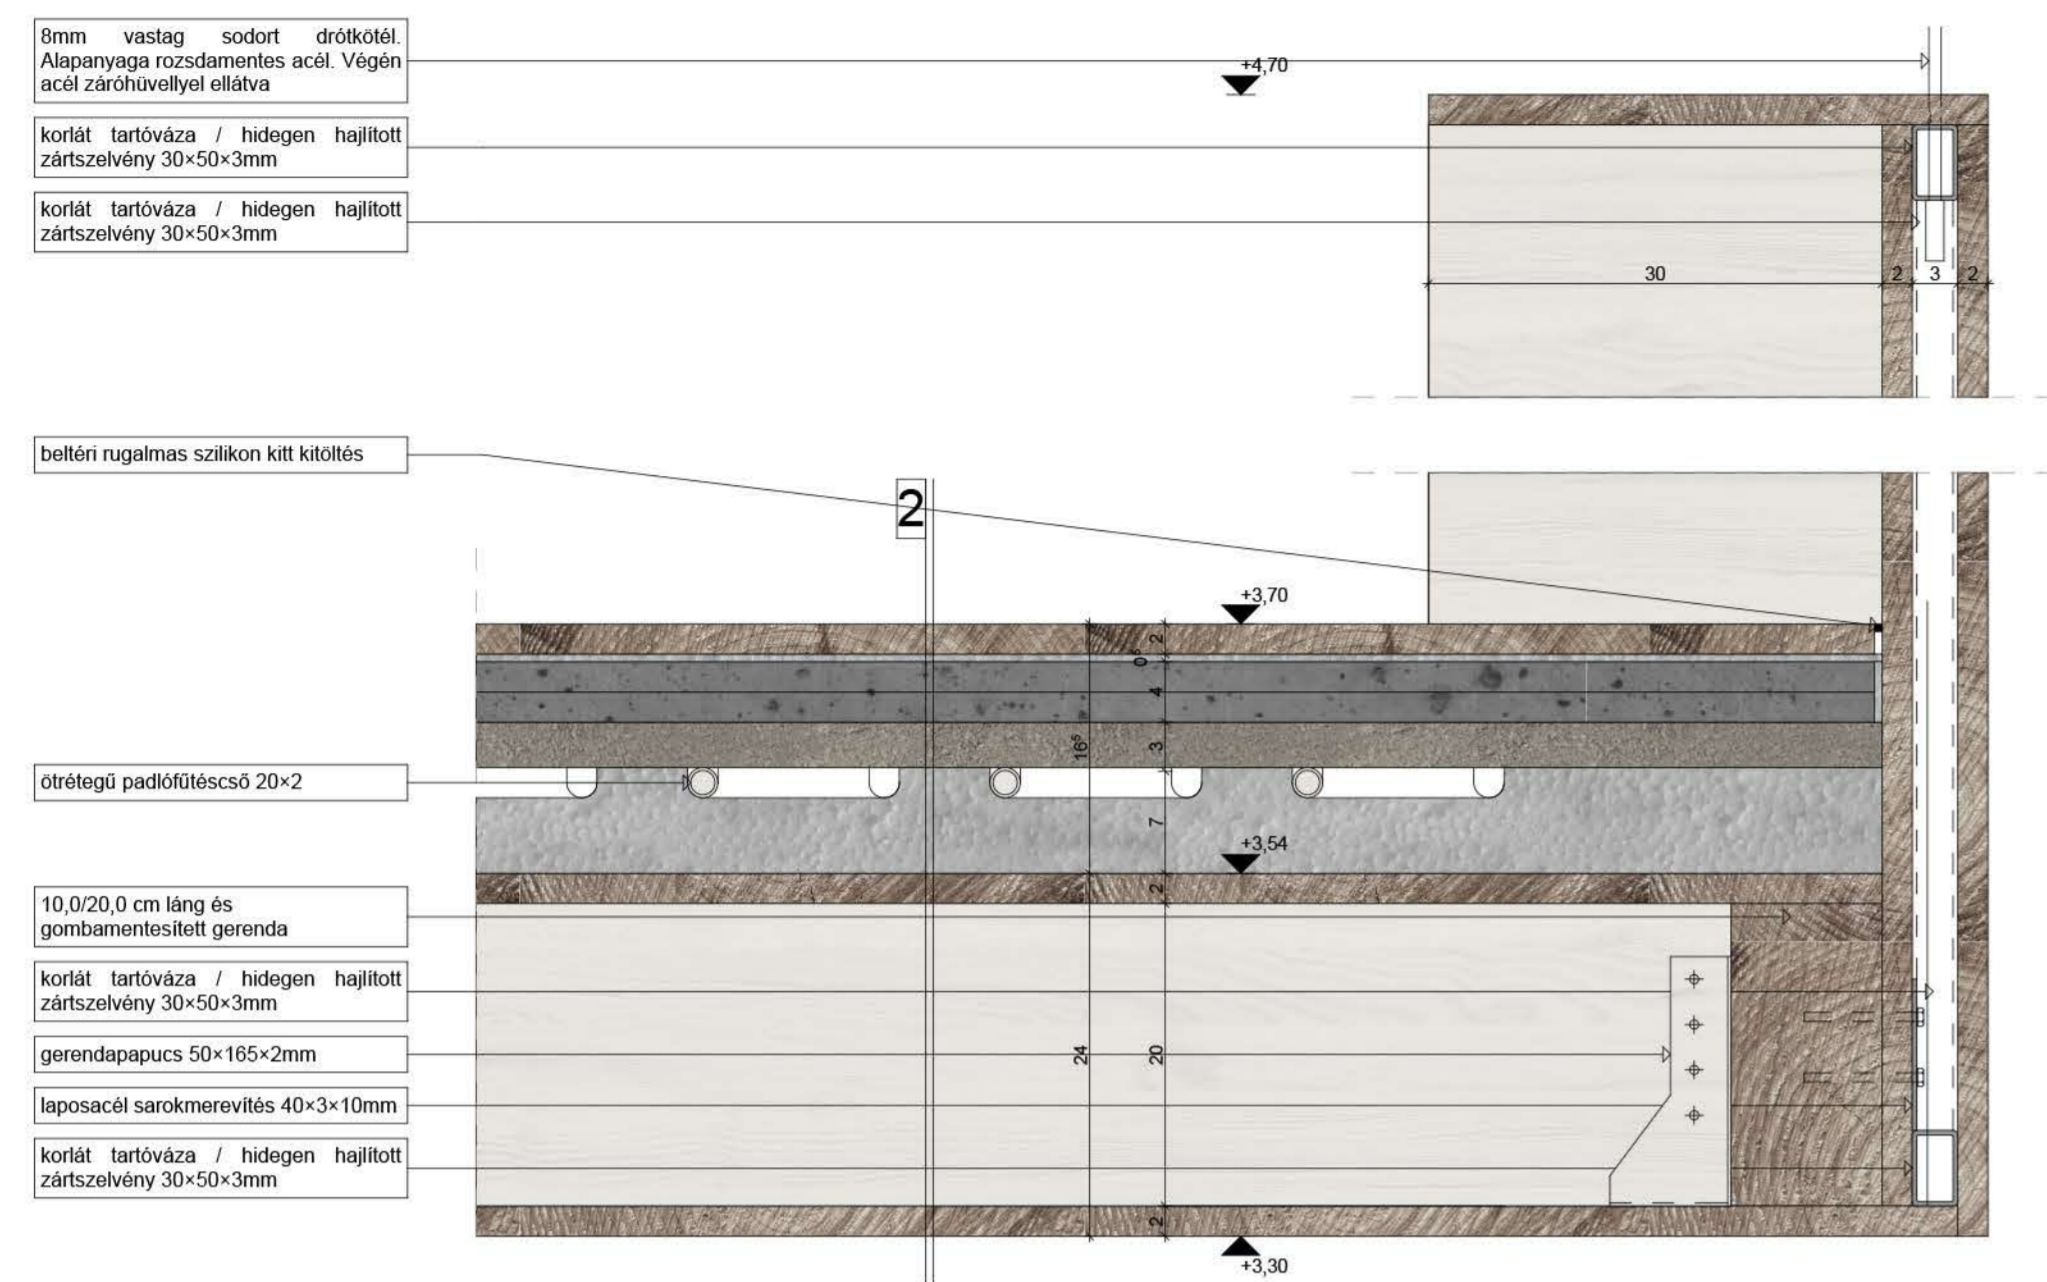 8mm vastag sodort drótkötél.
Alapanyaga rozsdamentes acél. Végén
acél záróhüvellyel ellátva
+4,70
korlát tartóváza / hidegen hajlított
zártszelvény 30×50×3mm
korlát tartóváza / hidegen hajlított
zártszelvény 30×50×3mm
30
2
3
2
beltéri rugalmas szilikon kitt kitöltés
2
+3,70
2
0⁵
4
16⁵
3
ötrétegű padlófűtéscső 20×2
7
+3,54
2
10,0/20,0 cm láng és
gombamentesített gerenda
korlát tartóváza / hidegen hajlított
zártszelvény 30×50×3mm
gerendapapucs 50×165×2mm
24
20
laposacél sarokmerevítés 40×3×10mm
korlát tartóváza / hidegen hajlított
zártszelvény 30×50×3mm
2
+3,30